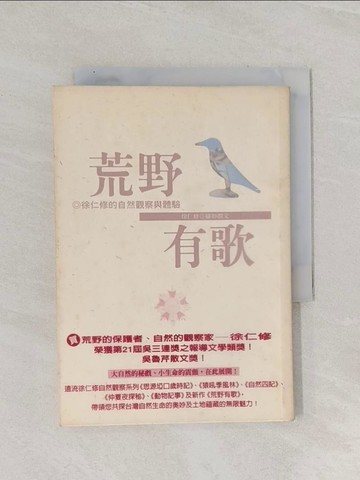 荒野
◎徐仁修的自然觀察與體驗
有歌
賀 荒野的保護者、自然的觀察家——徐仁修
榮獲第21屆吳三連獎之報導文學類獎！
吳魯芹散文獎！
大自然的秘戲，小生命的震撼，在此展開！
遠流徐仁修自然觀察系列《思源埡口歲時記》、《猿吼季風林》、《自然四記》、
《仲夏夜探秘》、《動物記事》及新作《荒野有歌》，
帶領您共探台灣自然生命的奧妙及土地蘊藏的無限魅力！